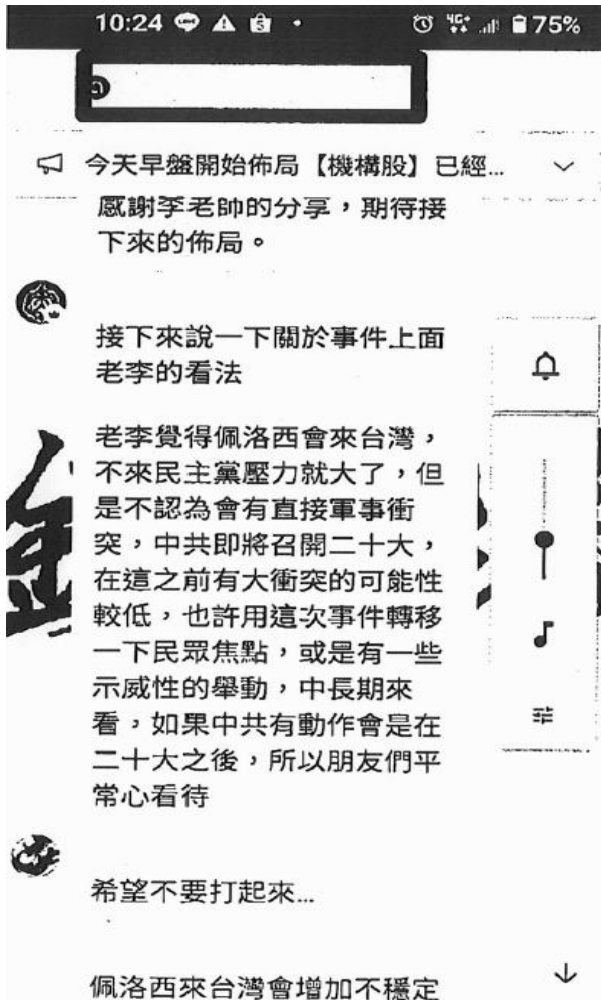 10:24 75%
今天早盤開始佈局【機構股】已經...
感謝李老師的分享,期待接
下來的佈局。
接下來說一下關於事件上面
老李的看法
老李覺得佩洛西會來台灣,
不來民主黨壓力就大了,但
是不認為會有直接軍事衝
突,中共即將召開二十大,
在這之前有大衝突的可能性
較低,也許用這次事件轉移
一下民眾焦點,或是有一些
示威性的舉動,中長期來
看,如果中共有動作會是在
二十大之後,所以朋友們平
常心看待
希望不要打起來...
佩洛西來台灣會增加不穩定